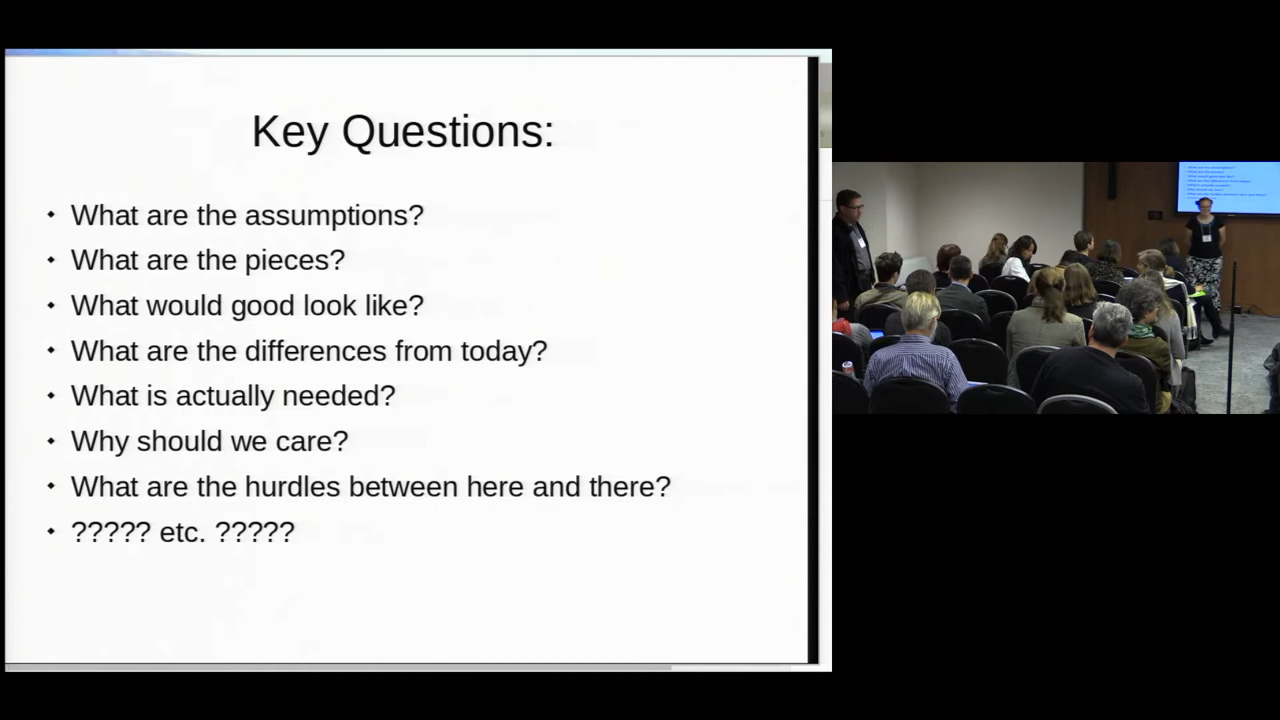 Key Questions:
What are the assumptions?
What are the pieces?
What would good look like?
What are the differences from today?
What is actually needed?
Why should we care?
What are the hurdles between here and there?
????? etc. ?????